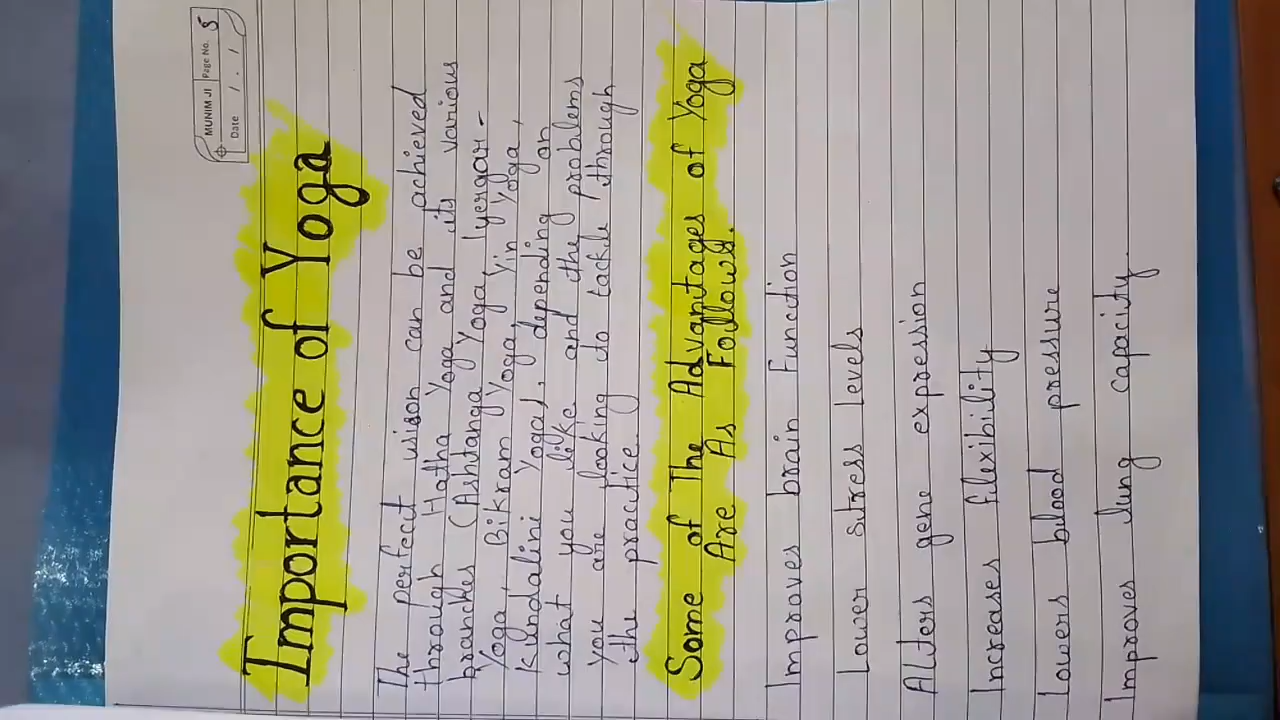 MUNIM JI Page No. 5
Date / . /
Importance of Yoga
The perfect wison can be achieved
through Hatha Yoga and its various
branches (Ashtanga Yoga Iyergar-
Yoga, Bikram Yoga, Yin Yoga,
Kundalini Yoga), depending on
what you like and the problems
you are looking to tackle through
the practice.
Some of The Advantages of Yoga
Are As Follows.
Improves brain Function
Lower stress levels
Alters gene expression
Increases flexibility
Lowers blood pressure
Improves lung capacity.